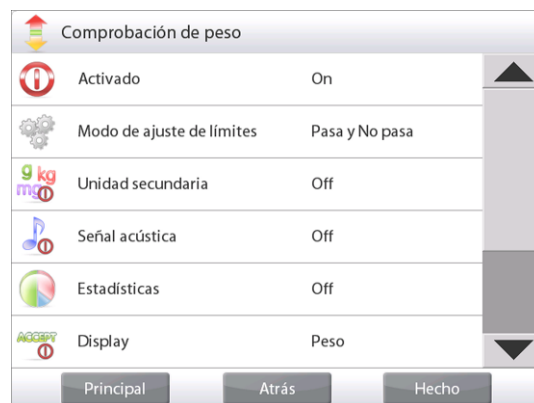 Comprobación de peso
Activado On
Modo de ajuste de límites Pasa y No pasa
g kg
mg
Unidad secundaria Off
Señal acústica Off
Estadísticas Off
ACCEPT
Display Peso
Principal Atrás Hecho